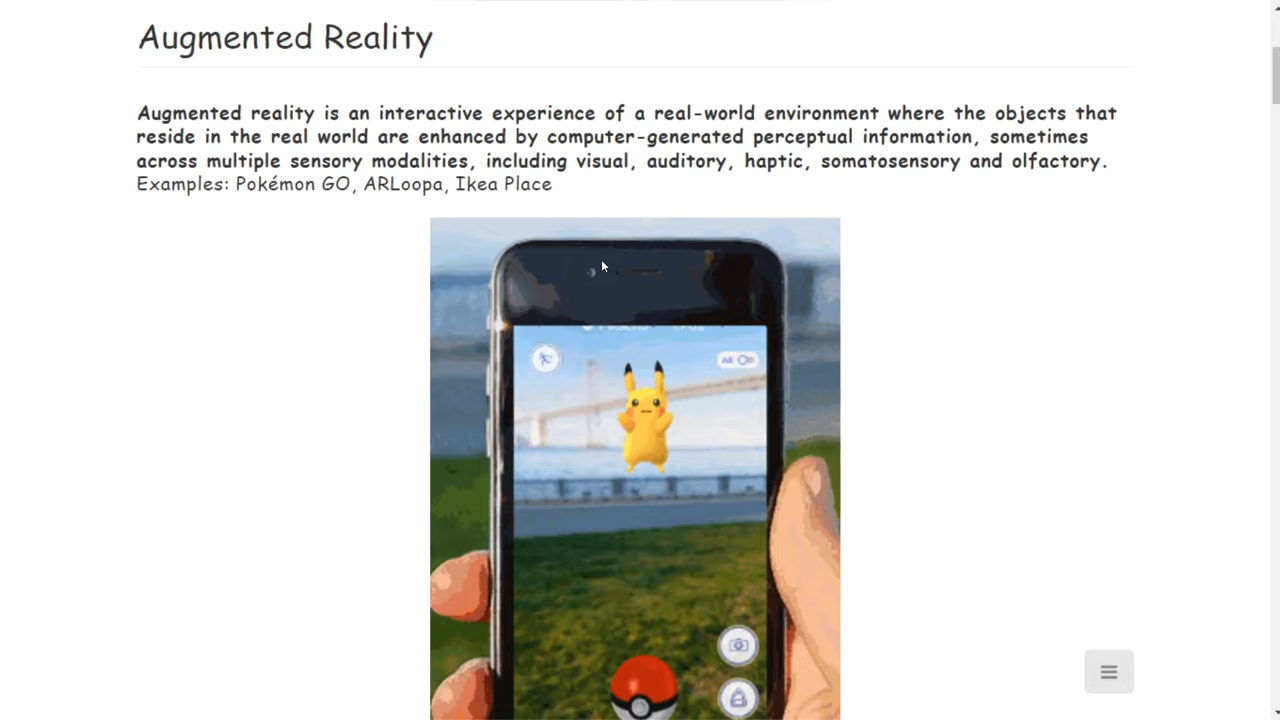 Augmented Reality
Augmented reality is an interactive experience of a real-world environment where the objects that
reside in the real world are enhanced by computer-generated perceptual information, sometimes
across multiple sensory modalities, including visual, auditory, haptic, somatosensory and olfactory.
Examples: Pokémon GO, ARLoopa, Ikea Place
AR